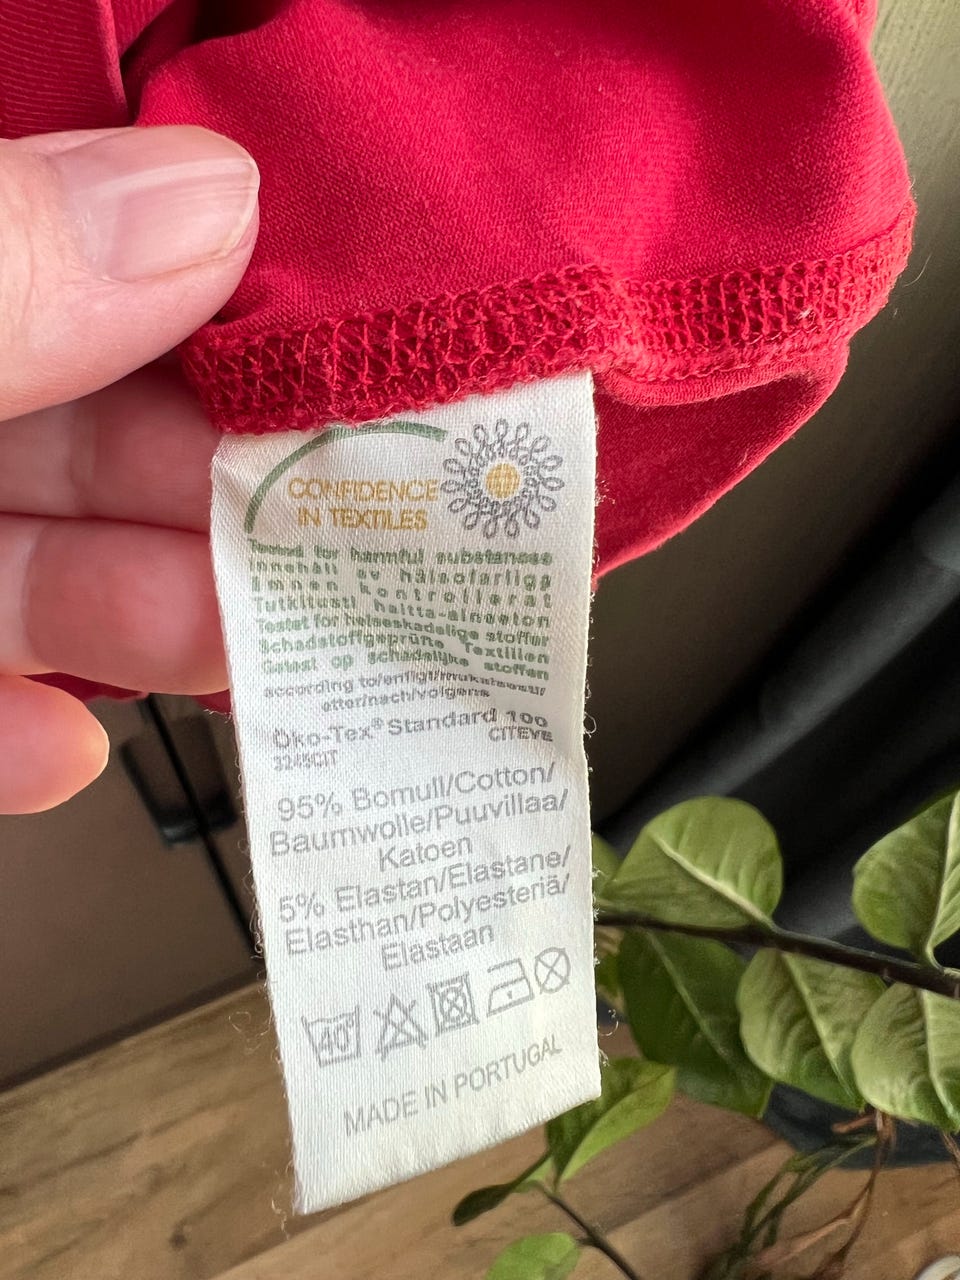 CONFIDENCE
IN TEXTILES
Tested for harmful substances
Innehåll av hälsofarliga
ämnen kontrollerat
Tutkitusti haitta-aineeton
Testet for helseskadelige stoffer
Schadstoffgeprüfte Textilien
Getest op schadelijke stoffen
according to/enligt/mukaisesti/
etter/nach/volgens
Öko-Tex® Standard 100
3245CIT CITEVE
95% Bomull/Cotton/
Baumwolle/Puuvillaa/
Katoen
5% Elastan/Elastane/
Elasthan/Polyesteriä/
Elastaan
40°
MADE IN PORTUGAL